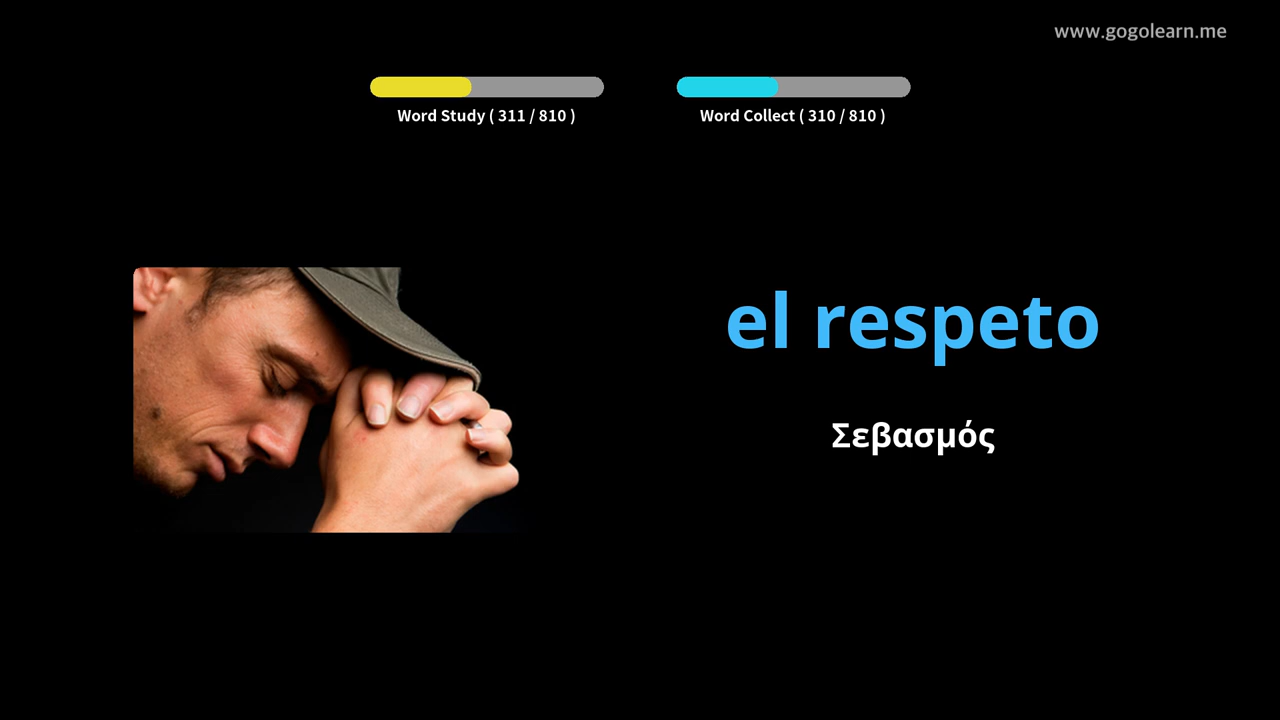 www.gogolearn.me
Word Study ( 311 / 810 )
Word Collect ( 310 / 810 )
el respeto
Σεβασμός